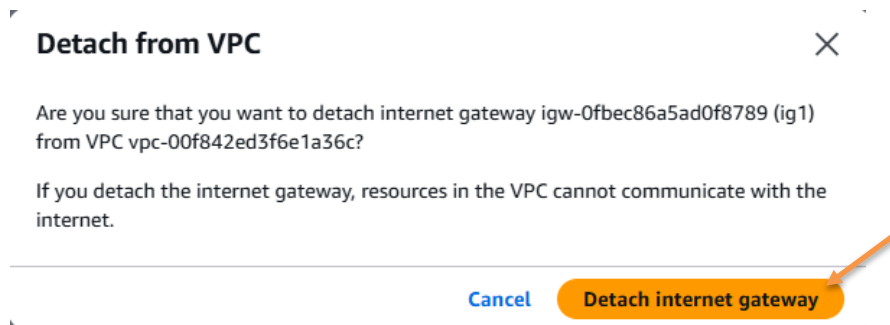 Detach from VPC
Are you sure that you want to detach internet gateway igw-0fbec86a5ad0f8789 (ig1)
from VPC vpc-00f842ed3f6e1a36c?
If you detach the internet gateway, resources in the VPC cannot communicate with the
internet.
Cancel Detach internet gateway